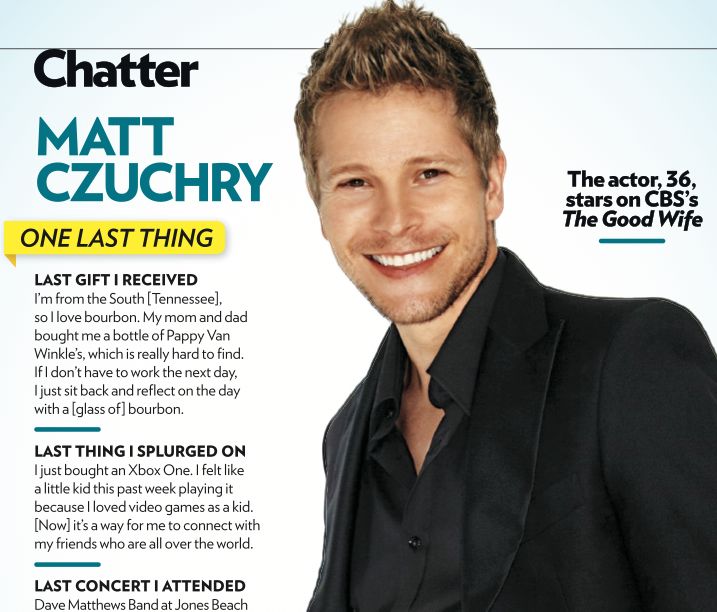 Chatter
MATT
CZUCHRY
ONE LAST THING
LAST GIFT I RECEIVED
I'm from the South [Tennessee],
so I love bourbon. My mom and dad
bought me a bottle of Pappy Van
Winkle's, which is really hard to find.
If I don't have to work the next day,
I just sit back and reflect on the day
with a [glass of] bourbon.
LAST THING I SPLURGED ON
I just bought an Xbox One. I felt like
a little kid this past week playing it
because I loved video games as a kid.
[Now] it's a way for me to connect with
my friends who are all over the world.
LAST CONCERT I ATTENDED
Dave Matthews Band at Jones Beach
The actor, 36,
stars on CBS's
The Good Wife